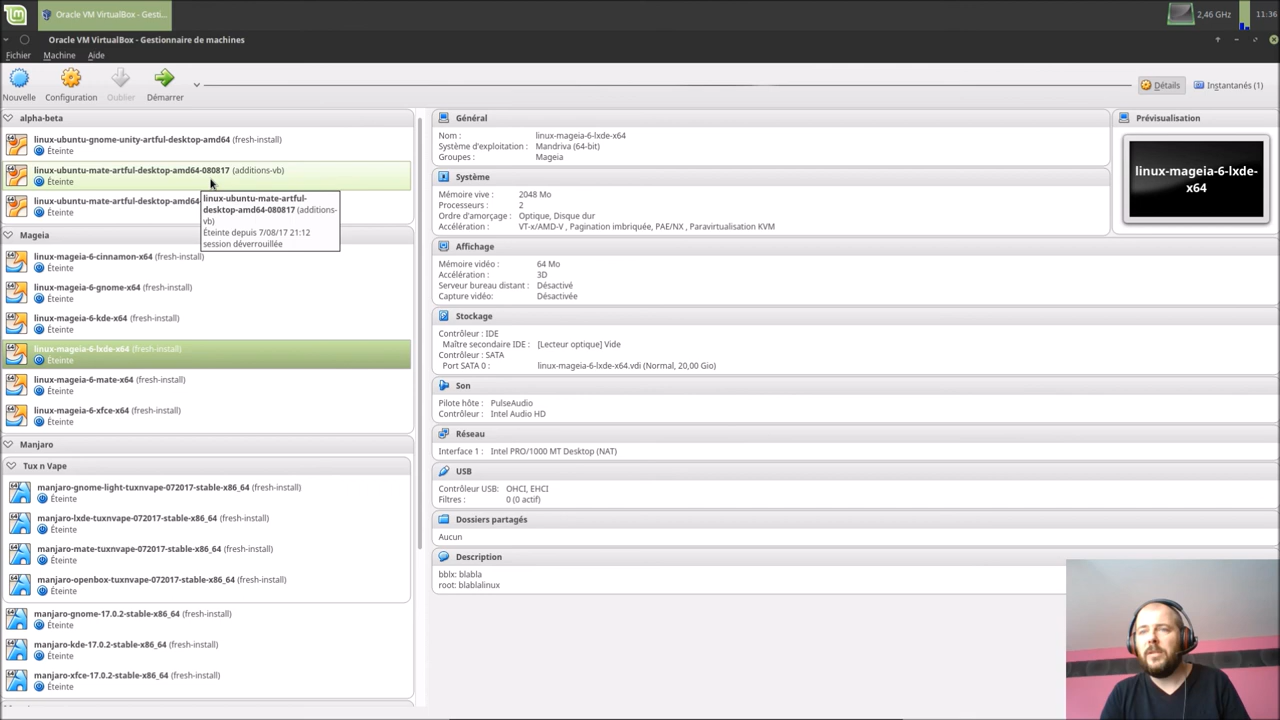 Oracle VM VirtualBox - Gesti...
2,46 GHz
11:36
Oracle VM VirtualBox - Gestionnaire de machines
Fichier Machine Aide
Nouvelle Configuration Oublier Démarrer
Détails Instantanés (1)
alpha-beta
linux-ubuntu-gnome-unity-artful-desktop-amd64 (fresh-install)
Éteinte
linux-ubuntu-mate-artful-desktop-amd64-080817 (additions-vb)
Éteinte
linux-ubuntu-mate-artful-desktop-amd64-
Éteinte
linux-ubuntu-mate-artful-
desktop-amd64-080817 (additions-
vb)
Éteinte depuis 7/08/17 21:12
session déverrouillée
Mageia
linux-mageia-6-cinnamon-x64 (fresh-install)
Éteinte
linux-mageia-6-gnome-x64 (fresh-install)
Éteinte
linux-mageia-6-kde-x64 (fresh-install)
Éteinte
linux-mageia-6-lxde-x64 (fresh-install)
Éteinte
linux-mageia-6-mate-x64 (fresh-install)
Éteinte
linux-mageia-6-xfce-x64 (fresh-install)
Éteinte
Manjaro
Tux n Vape
manjaro-gnome-light-tuxnvape-072017-stable-x86_64 (fresh-install)
Éteinte
manjaro-lxde-tuxnvape-072017-stable-x86_64 (fresh-install)
Éteinte
manjaro-mate-tuxnvape-072017-stable-x86_64 (fresh-install)
Éteinte
manjaro-openbox-tuxnvape-072017-stable-x86_64 (fresh-install)
Éteinte
manjaro-gnome-17.0.2-stable-x86_64 (fresh-install)
Éteinte
manjaro-kde-17.0.2-stable-x86_64 (fresh-install)
Éteinte
manjaro-xfce-17.0.2-stable-x86_64 (fresh-install)
Éteinte
Général
Nom : linux-mageia-6-lxde-x64
Système d'exploitation : Mandriva (64-bit)
Groupes : Mageia
Système
Mémoire vive : 2048 Mo
Processeurs : 2
Ordre d'amorçage : Optique, Disque dur
Accélération : VT-x/AMD-V , Pagination imbriquée, PAE/NX , Paravirtualisation KVM
Affichage
Mémoire vidéo : 64 Mo
Accélération : 3D
Serveur bureau distant : Désactivé
Capture vidéo: Désactivée
Stockage
Contrôleur : IDE
Maître secondaire IDE : [Lecteur optique] Vide
Contrôleur : SATA
Port SATA 0 : linux-mageia-6-lxde-x64.vdi (Normal, 20,00 Gio)
Son
Pilote hôte : PulseAudio
Contrôleur : Intel Audio HD
Réseau
Interface 1 : Intel PRO/1000 MT Desktop (NAT)
USB
Contrôleur USB: OHCI, EHCI
Filtres : 0 (0 actif)
Dossiers partagés
Aucun
Description
bblx: blabla
root: blablalinux
Prévisualisation
linux-mageia-6-lxde-
x64